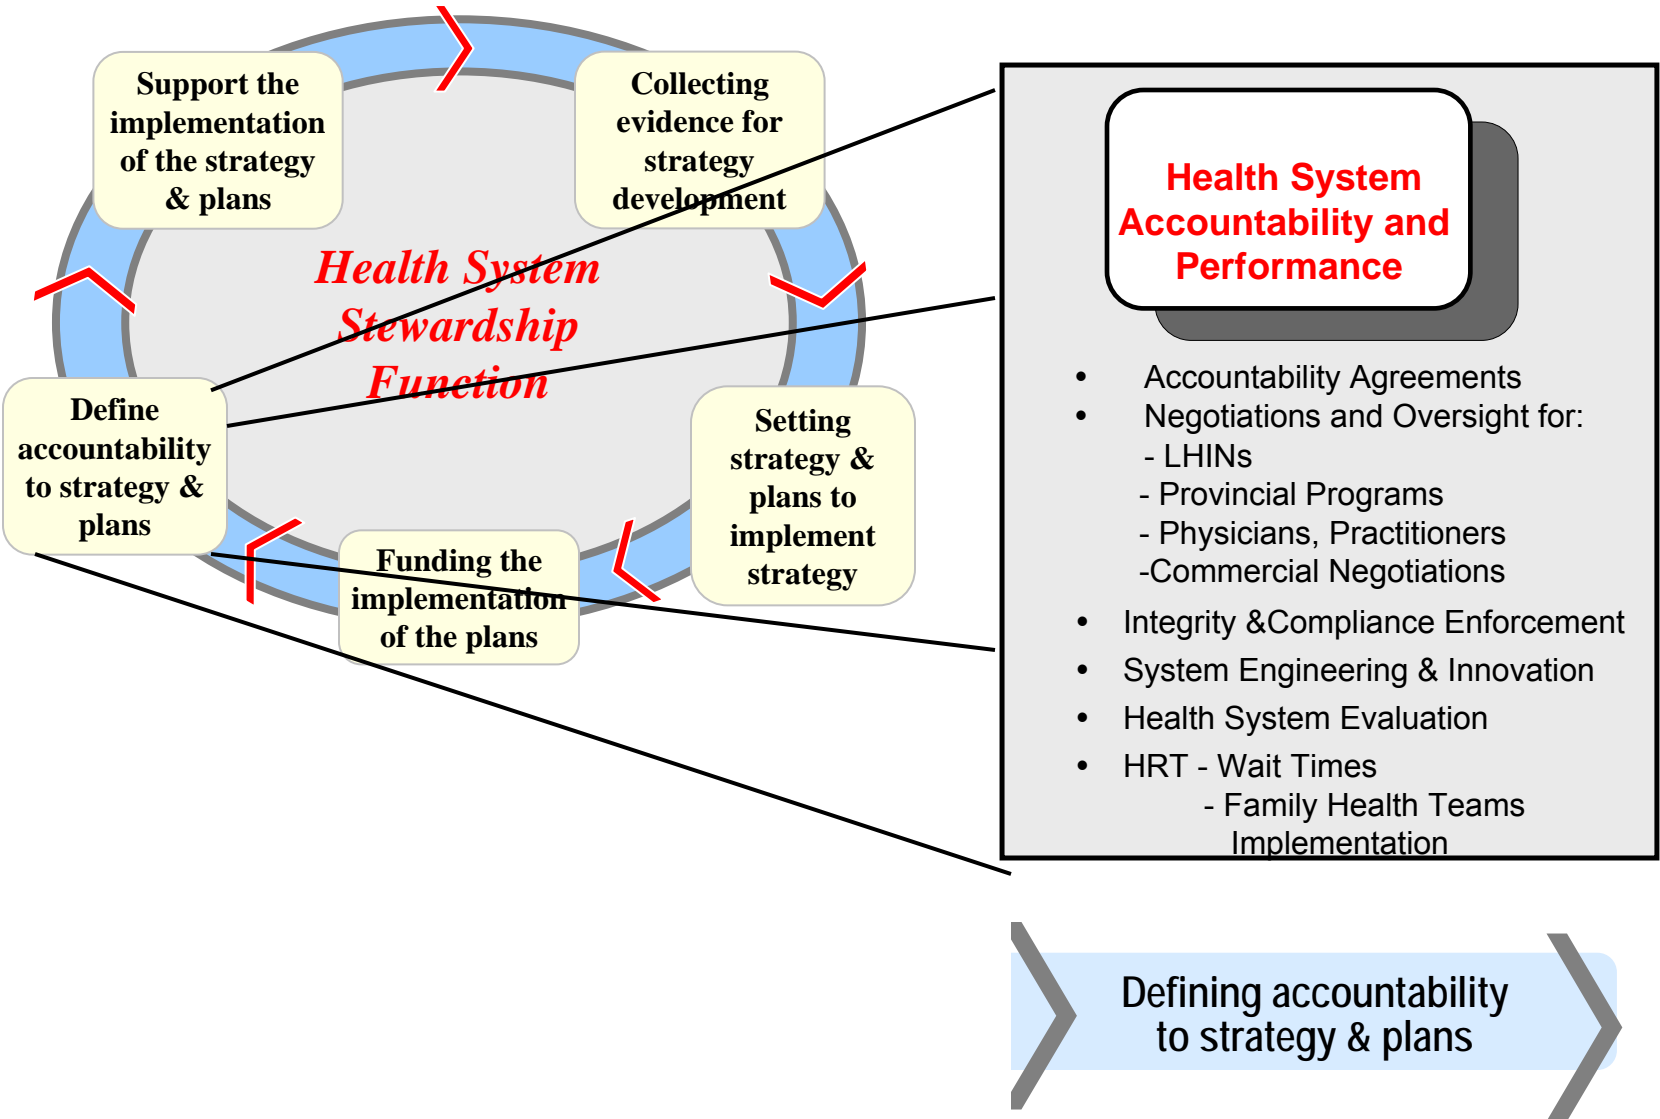 Support the
implementation
of the strategy
& plans
Collecting
evidence for
strategy
development
Health System
Stewardship
Function
Define
accountability
to strategy &
plans
Setting
strategy &
plans to
implement
strategy
Funding the
implementation
of the plans
Health System
Accountability and
Performance
• Accountability Agreements
• Negotiations and Oversight for:
- LHINs
- Provincial Programs
- Physicians, Practitioners
-Commercial Negotiations
• Integrity &Compliance Enforcement
• System Engineering & Innovation
• Health System Evaluation
• HRT - Wait Times
- Family Health Teams
Implementation
Defining accountability
to strategy & plans